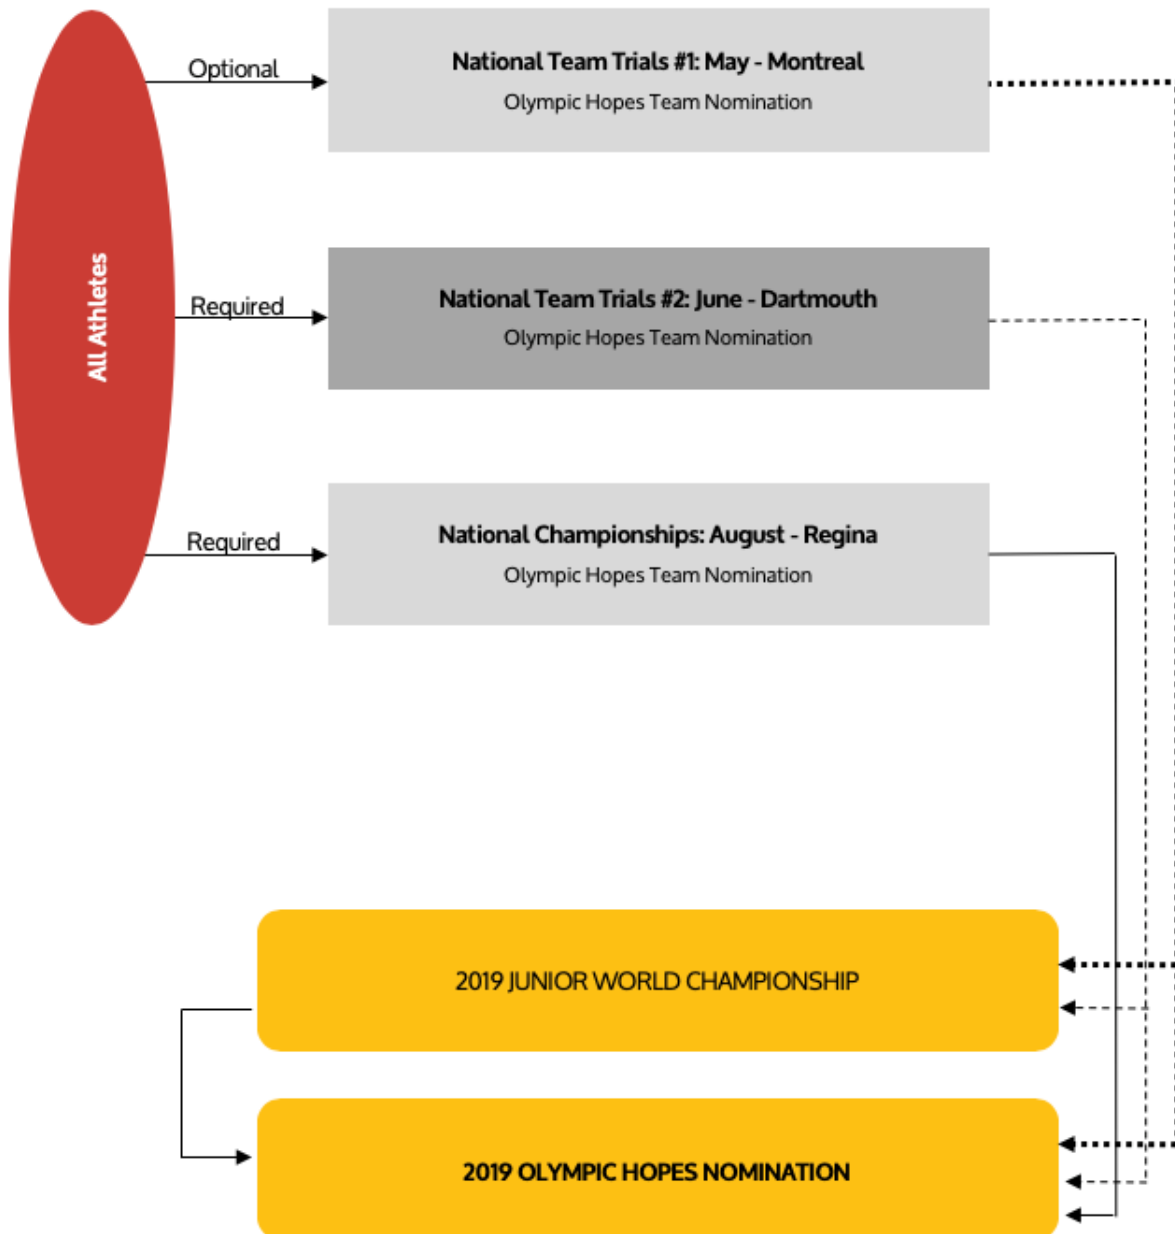 All Athletes
Optional
National Team Trials #1: May - Montreal
Olympic Hopes Team Nomination
Required
National Team Trials #2: June - Dartmouth
Olympic Hopes Team Nomination
Required
National Championships: August - Regina
Olympic Hopes Team Nomination
2019 JUNIOR WORLD CHAMPIONSHIP
2019 OLYMPIC HOPES NOMINATION